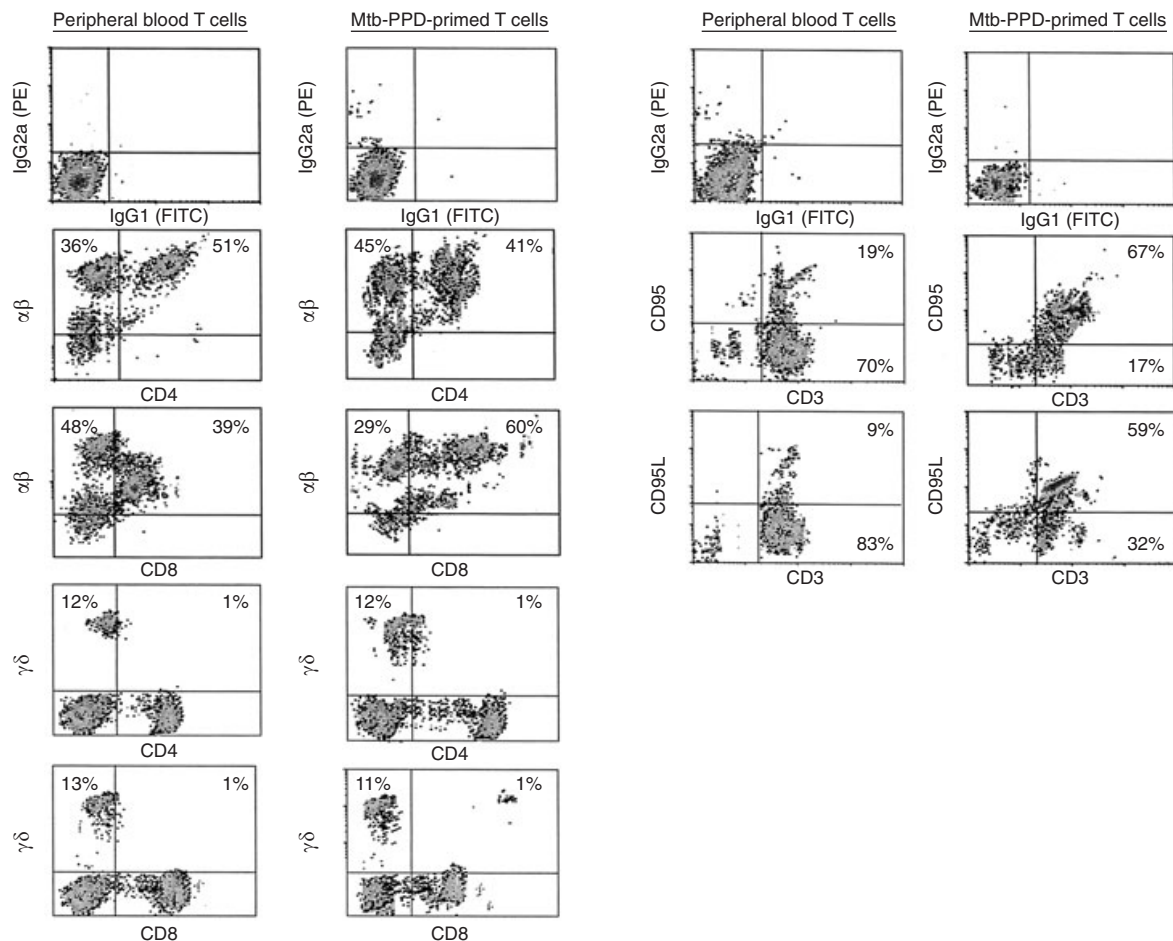 Peripheral blood T cells
Mtb-PPD-primed T cells
Peripheral blood T cells
Mtb-PPD-primed T cells
IgG2a (PE)
IgG2a (PE)
IgG2a (PE)
IgG2a (PE)
IgG1 (FITC)
IgG1 (FITC)
IgG1 (FITC)
IgG1 (FITC)
αβ
36%
51%
αβ
45%
41%
CD95
19%
70%
CD95
67%
17%
CD4
CD4
CD3
CD3
αβ
48%
39%
αβ
29%
60%
CD95L
9%
83%
CD95L
59%
32%
CD8
CD8
CD3
CD3
γδ
12%
1%
γδ
12%
1%
CD4
CD4
γδ
13%
1%
γδ
11%
1%
CD8
CD8